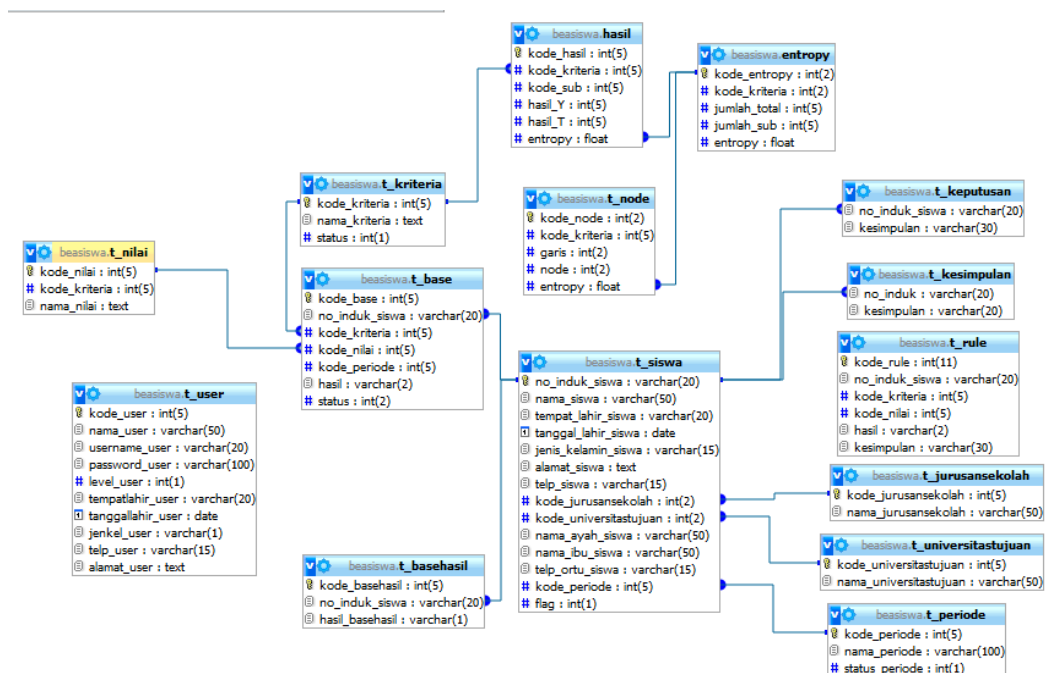 beasiswa.hasil
kode_hasil : int(5)
kode_kriteria : int(5)
kode_sub : int(5)
hasil_Y : int(5)
hasil_T : int(5)
entropy : float
beasiswa.entropy
kode_entropy : int(2)
kode_kriteria : int(2)
jumlah_total : int(5)
jumlah_sub : int(5)
entropy : float
beasiswa.t_kriteria
kode_kriteria : int(5)
nama_kriteria : text
status : int(1)
beasiswa.t_node
kode_node : int(2)
kode_kriteria : int(5)
garis : int(2)
node : int(2)
entropy : float
beasiswa.t_keputusan
no_induk_siswa : varchar(20)
kesimpulan : varchar(30)
beasiswa.t_nilai
kode_nilai : int(5)
kode_kriteria : int(5)
nama_nilai : text
beasiswa.t_base
kode_base : int(5)
no_induk_siswa : varchar(20)
kode_kriteria : int(5)
kode_nilai : int(5)
kode_periode : int(5)
hasil : varchar(2)
status : int(2)
beasiswa.t_kesimpulan
no_induk : varchar(20)
kesimpulan : varchar(20)
beasiswa.t_rule
kode_rule : int(11)
no_induk_siswa : varchar(20)
kode_kriteria : int(5)
kode_nilai : int(5)
hasil : varchar(2)
kesimpulan : varchar(30)
beasiswa.t_siswa
no_induk_siswa : varchar(20)
nama_siswa : varchar(50)
tempat_lahir_siswa : varchar(20)
tanggal_lahir_siswa : date
jenis_kelamin_siswa : varchar(15)
alamat_siswa : text
telp_siswa : varchar(15)
kode_jurusansekolah : int(2)
kode_universitastujuan : int(2)
nama_ayah_siswa : varchar(50)
nama_ibu_siswa : varchar(50)
telp_ortu_siswa : varchar(15)
kode_periode : int(5)
flag : int(1)
beasiswa.t_user
kode_user : int(5)
nama_user : varchar(50)
username_user : varchar(20)
password_user : varchar(100)
level_user : int(1)
tempatlahir_user : varchar(20)
tanggallahir_user : date
jenkel_user : varchar(1)
telp_user : varchar(15)
alamat_user : text
beasiswa.t_jurusansekolah
kode_jurusansekolah : int(5)
nama_jurusansekolah : varchar(50)
beasiswa.t_universitastujuan
kode_universitastujuan : int(5)
nama_universitastujuan : varchar(50)
beasiswa.t_basehasil
kode_basehasil : int(5)
no_induk_siswa : varchar(20)
hasil_basehasil : varchar(1)
beasiswa.t_periode
kode_periode : int(5)
nama_periode : varchar(100)
status_periode : int(1)